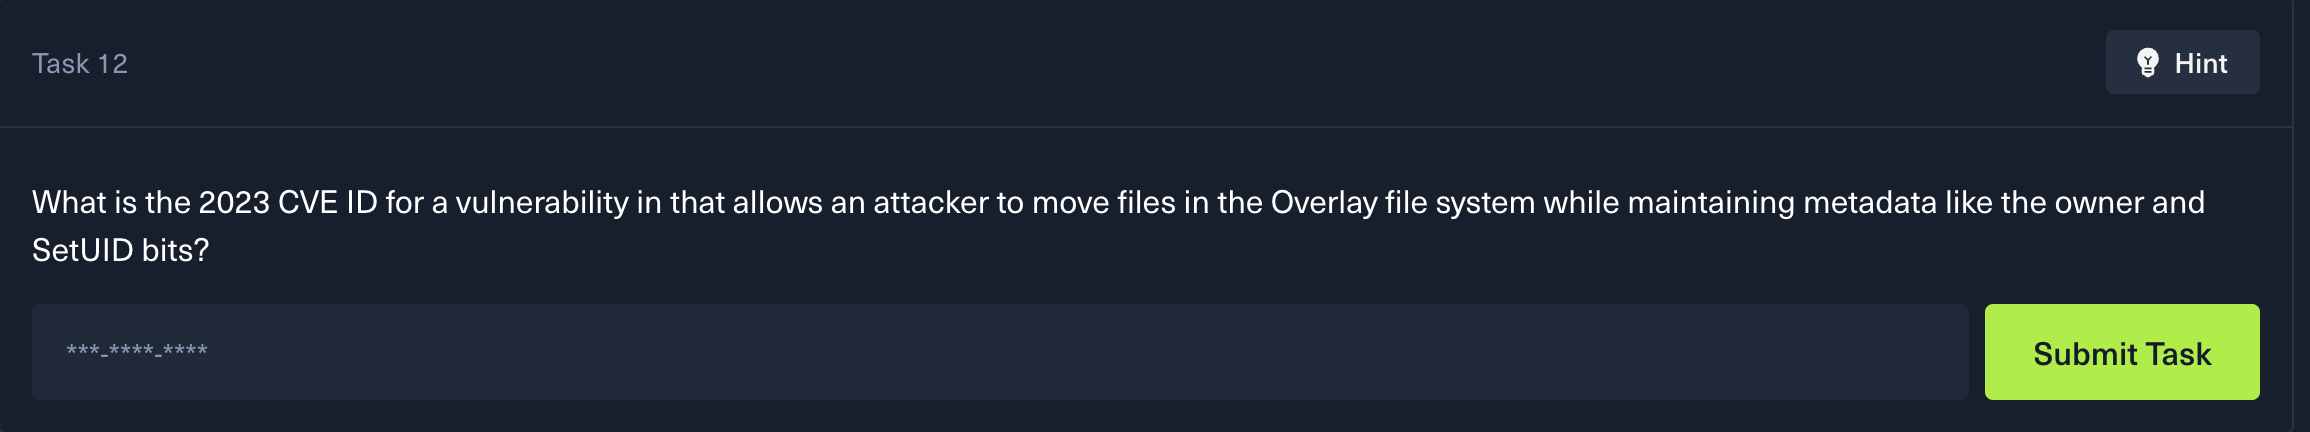 Task 12
Hint
What is the 2023 CVE ID for a vulnerability in that allows an attacker to move files in the Overlay file system while maintaining metadata like the owner and
SetUID bits?
***-****-****
Submit Task